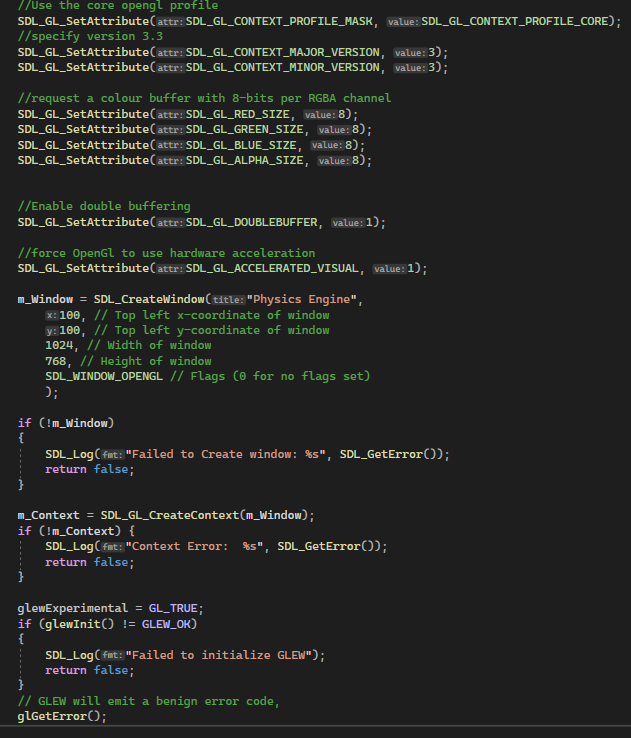 //Use the core opengl profile
SDL_GL_SetAttribute(attr:SDL_GL_CONTEXT_PROFILE_MASK, value:SDL_GL_CONTEXT_PROFILE_CORE);
//specify version 3.3
SDL_GL_SetAttribute(attr:SDL_GL_CONTEXT_MAJOR_VERSION, value:3);
SDL_GL_SetAttribute(attr:SDL_GL_CONTEXT_MINOR_VERSION, value:3);
//request a colour buffer with 8-bits per RGBA channel
SDL_GL_SetAttribute(attr:SDL_GL_RED_SIZE, value:8);
SDL_GL_SetAttribute(attr:SDL_GL_GREEN_SIZE, value:8);
SDL_GL_SetAttribute(attr:SDL_GL_BLUE_SIZE, value:8);
SDL_GL_SetAttribute(attr:SDL_GL_ALPHA_SIZE, value:8);
//Enable double buffering
SDL_GL_SetAttribute(attr:SDL_GL_DOUBLEBUFFER, value:1);
//force OpenGl to use hardware acceleration
SDL_GL_SetAttribute(attr:SDL_GL_ACCELERATED_VISUAL, value:1);
m_Window = SDL_CreateWindow(title:"Physics Engine",
x:100, // Top left x-coordinate of window
y:100, // Top left y-coordinate of window
1024, // Width of window
768, // Height of window
SDL_WINDOW_OPENGL // Flags (0 for no flags set)
);
if (!m_Window)
{
SDL_Log(fmt:"Failed to Create window: %s", SDL_GetError());
return false;
}
m_Context = SDL_GL_CreateContext(m_Window);
if (!m_Context) {
SDL_Log(fmt:"Context Error:  %s", SDL_GetError());
return false;
}
glewExperimental = GL_TRUE;
if (glewInit() != GLEW_OK)
{
SDL_Log(fmt:"Failed to initialize GLEW");
return false;
}
// GLEW will emit a benign error code,
glGetError();